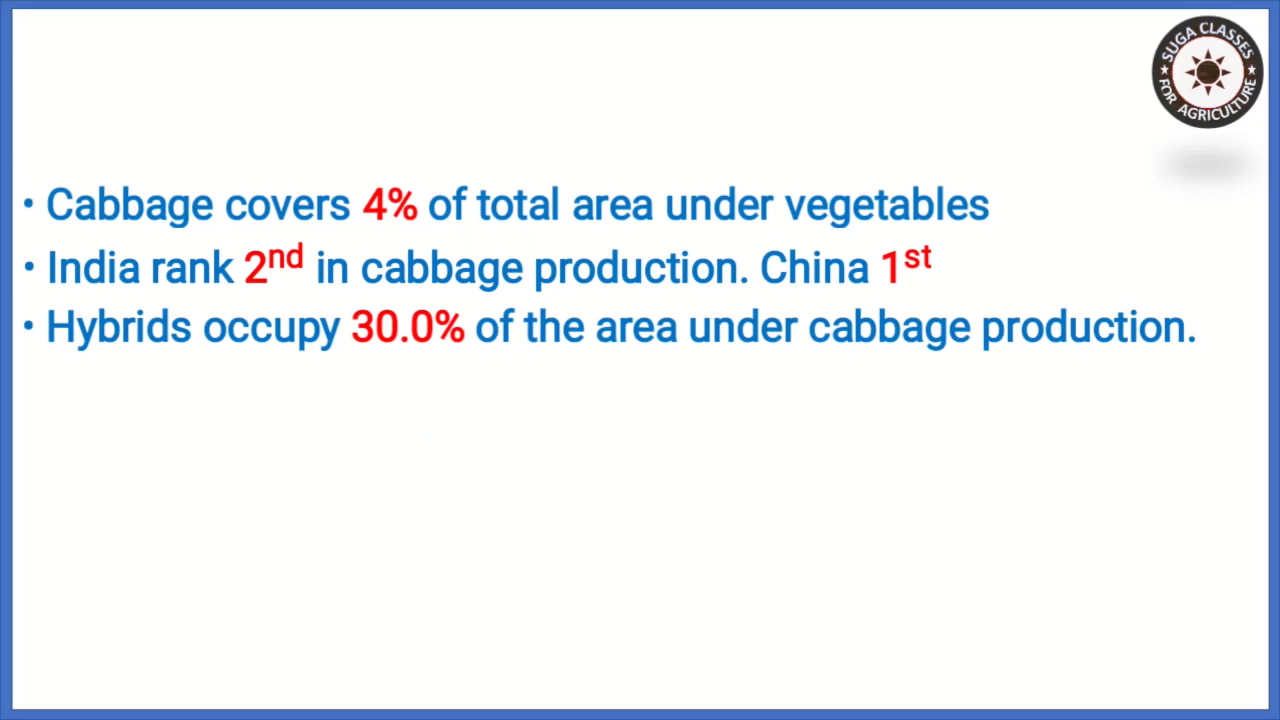 SUGA CLASSES
FOR AGRICULTURE
• Cabbage covers 4% of total area under vegetables
• India rank 2nd in cabbage production. China 1st
• Hybrids occupy 30.0% of the area under cabbage production.